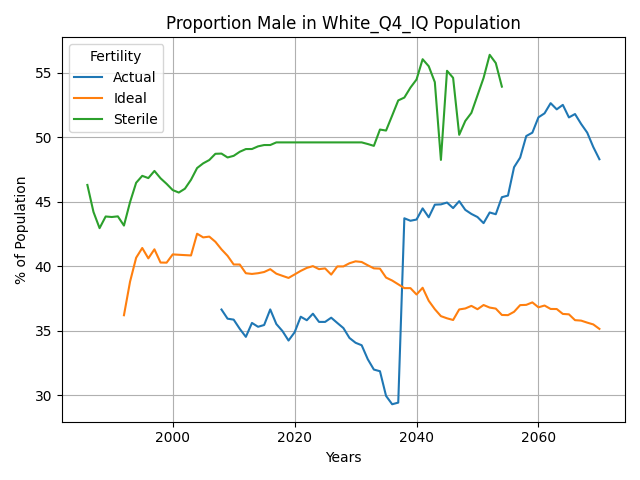 Proportion Male in White_Q4_IQ Population
Fertility
Actual
Ideal
Sterile
% of Population
55
50
45
40
35
30
2000
2020
2040
2060
Years